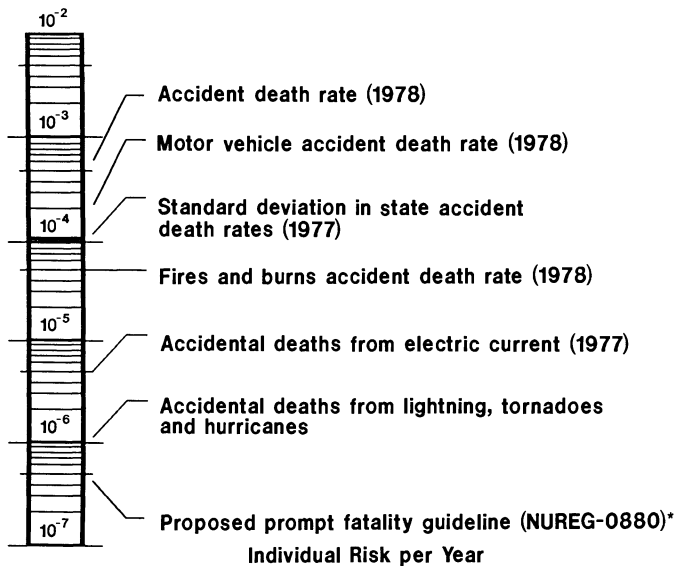 10⁻²
Accident death rate (1978)
10⁻³
Motor vehicle accident death rate (1978)
Standard deviation in state accident
death rates (1977)
10⁻⁴
Fires and burns accident death rate (1978)
10⁻⁵
Accidental deaths from electric current (1977)
Accidental deaths from lightning, tornadoes
and hurricanes
10⁻⁶
Proposed prompt fatality guideline (NUREG-0880)*
10⁻⁷
Individual Risk per Year